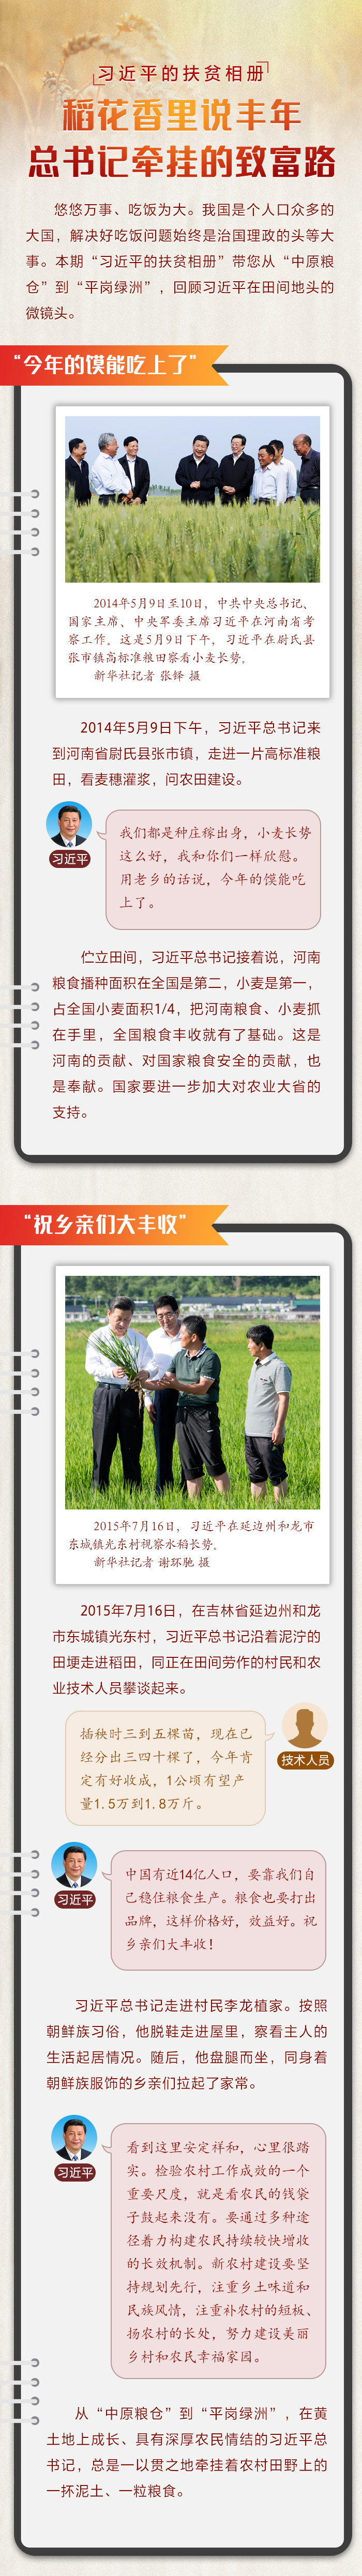 习近平的扶贫相册
稻花香里说丰年
总书记牵挂的致富路
悠悠万事、吃饭为大。我国是个人口众多的
大国，解决好吃饭问题始终是治国理政的头等大
事。本期“习近平的扶贫相册”带您从“中原粮
仓”到“平岗绿洲”，回顾习近平在田间地头的
微镜头。
“今年的馍能吃上了”
2014年5月9日至10日，中共中央总书记、
国家主席、中央军委主席习近平在河南省考
察工作。这是5月9日下午，习近平在尉氏县
张市镇高标准粮田察看小麦长势。
新华社记者 张铎 摄
2014年5月9日下午，习近平总书记来
到河南省尉氏县张市镇，走进一片高标准粮
田，看麦穗灌浆，问农田建设。
习近平
我们都是种庄稼出身，小麦长势
这么好，我和你们一样欣慰。
用老乡的话说，今年的馍能吃
上了。
伫立田间，习近平总书记接着说，河南
粮食播种面积在全国是第二，小麦是第一，
占全国小麦面积1/4，把河南粮食、小麦抓
在手里，全国粮食丰收就有了基础。这是
河南的贡献、对国家粮食安全的贡献，也
是奉献。国家要进一步加大对农业大省的
支持。
“祝乡亲们大丰收”
2015年7月16日，习近平在延边州和龙市
东城镇光东村视察水稻长势。
新华社记者 谢环驰 摄
2015年7月16日，在吉林省延边州和龙
市东城镇光东村，习近平总书记沿着泥泞的
田埂走进稻田，同正在田间劳作的村民和农
业技术人员攀谈起来。
插秧时三到五棵苗，现在已
经分出三四十棵了，今年肯
定有好收成，1公顷有望产
量1.5万到1.8万斤。
技术人员
习近平
中国有近14亿人口，要靠我们自
己稳住粮食生产。粮食也要打出
品牌，这样价格好，效益好。祝
乡亲们大丰收！
习近平总书记走进村民李龙植家。按照
朝鲜族习俗，他脱鞋走进屋里，察看主人的
生活起居情况。随后，他盘腿而坐，同身着
朝鲜族服饰的乡亲们拉起了家常。
习近平
看到这里安定祥和，心里很踏
实。检验农村工作成效的一个
重要尺度，就是看农民的钱袋
子鼓起来没有。要通过多种途
径着力构建农民持续较快增收
的长效机制。新农村建设要坚
持规划先行，注重乡土味道和
民族风情，注重补农村的短板、
扬农村的长处，努力建设美丽
乡村和农民幸福家园。
从“中原粮仓”到“平岗绿洲”，在黄
土地上成长、具有深厚农民情结的习近平总
书记，总是一以贯之地牵挂着农村田野上的
一抔泥土、一粒粮食。